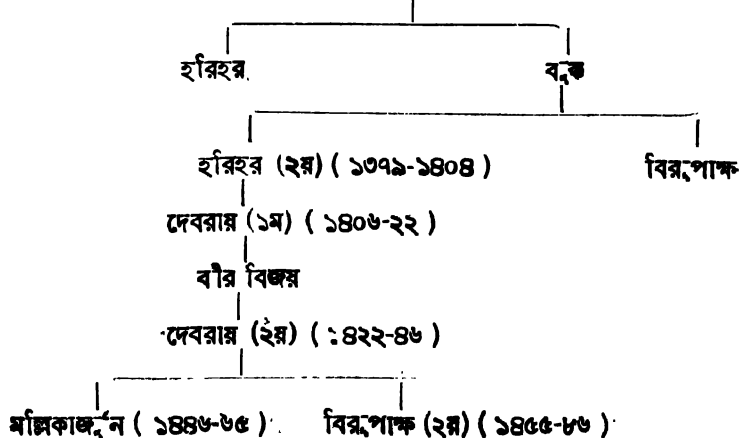 হরিহর বুক্ক
হরিহর (২য়) ( ১৩৭৯-১৪০৪ ) বিরূপাক্ষ
দেবরায় (১ম) ( ১৪০৬-২২ )
বীর বিজয়
দেবরায় (২য়) ( ১৪২২-৪৬ )
মল্লিকার্জুন ( ১৪৪৬-৬৫ ) বিরূপাক্ষ (২য়) ( ১৪৫৫-৮৬ )